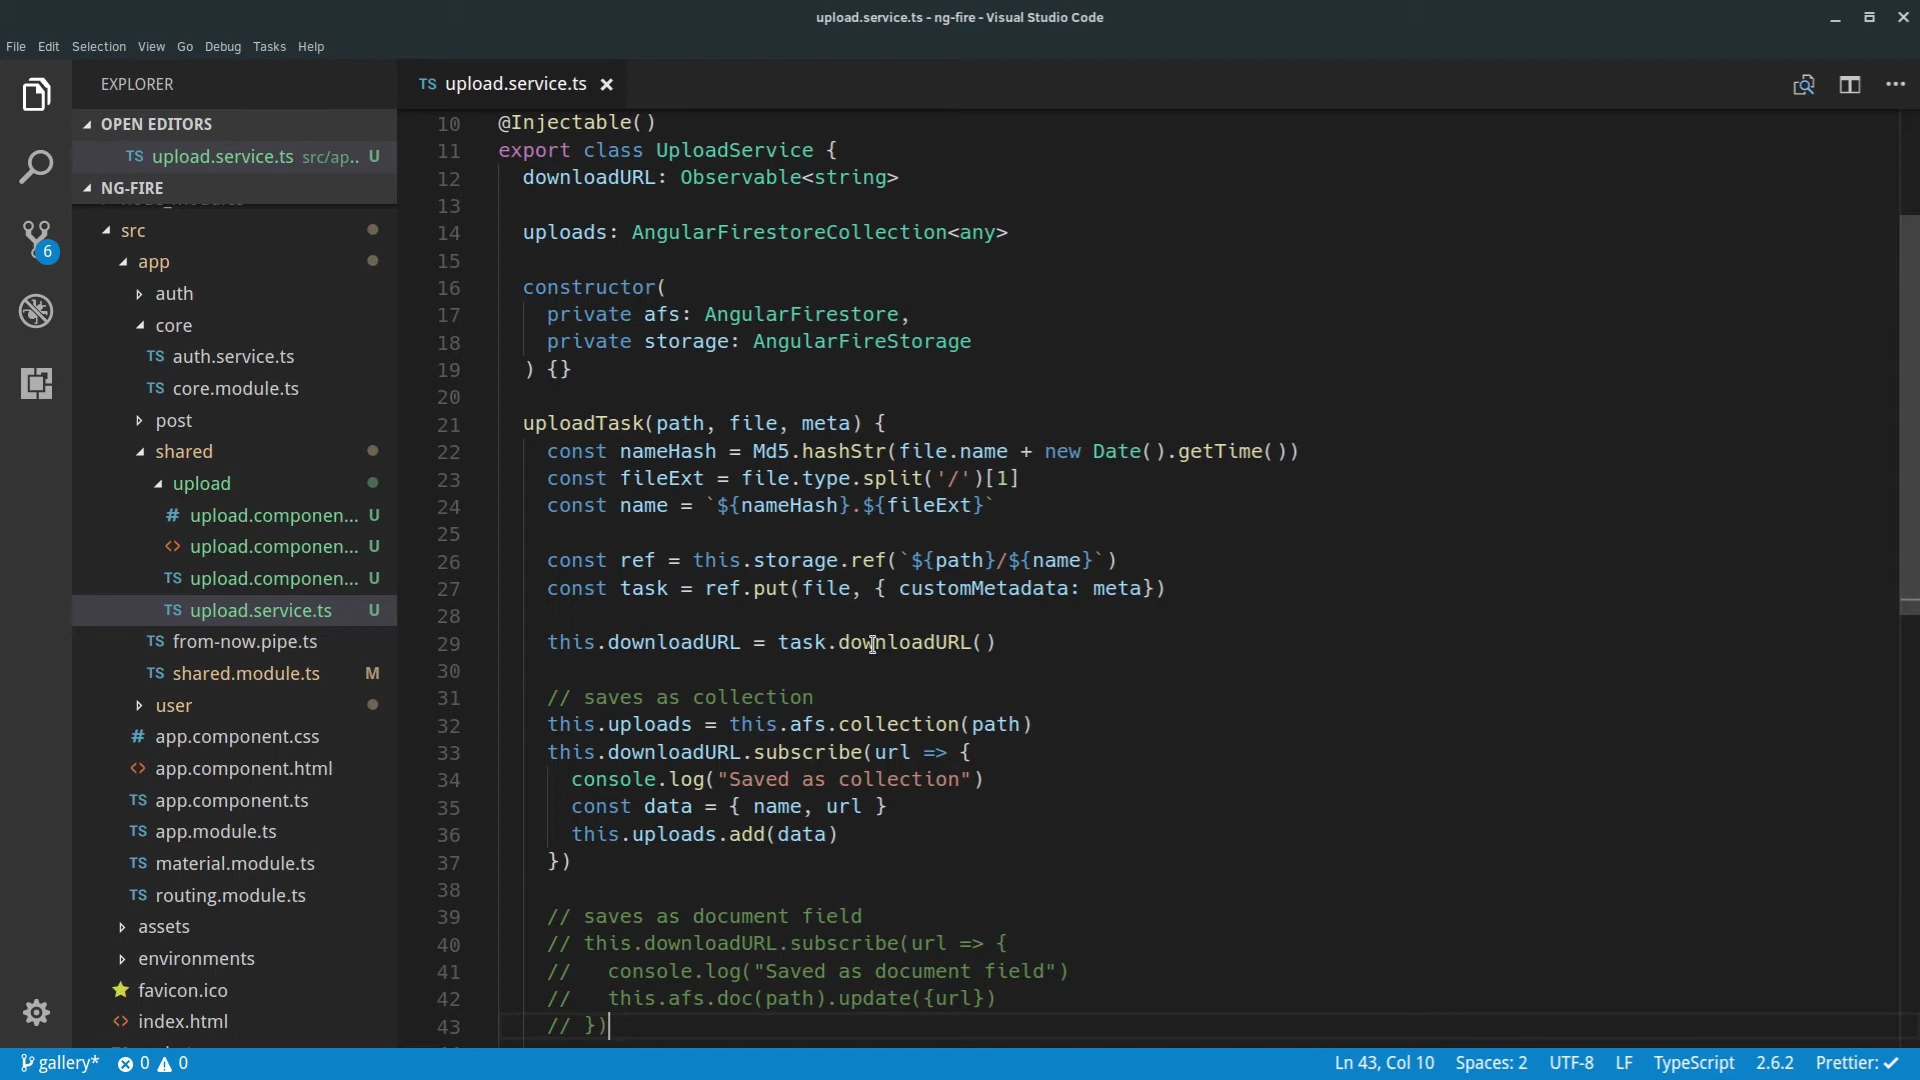 upload.service.ts - ng-fire - Visual Studio Code
File Edit Selection View Go Debug Tasks Help
EXPLORER
OPEN EDITORS
TS upload.service.ts src/ap.. U
NG-FIRE
src
app
auth
core
TS auth.service.ts
TS core.module.ts
post
shared
upload
# upload.componen... U
<> upload.componen... U
TS upload.componen... U
TS upload.service.ts U
TS from-now.pipe.ts
TS shared.module.ts M
user
# app.component.css
<> app.component.html
TS app.component.ts
TS app.module.ts
TS material.module.ts
TS routing.module.ts
assets
environments
favicon.ico
<> index.html
6
TS upload.service.ts
10 @Injectable()
11 export class UploadService {
12 downloadURL: Observable<string>
13
14 uploads: AngularFirestoreCollection<any>
15
16 constructor(
17 private afs: AngularFirestore,
18 private storage: AngularFireStorage
19 ) {}
20
21 uploadTask(path, file, meta) {
22 const nameHash = Md5.hashStr(file.name + new Date().getTime())
23 const fileExt = file.type.split('/')[1]
24 const name = `${nameHash}.${fileExt}`
25
26 const ref = this.storage.ref(`${path}/${name}`)
27 const task = ref.put(file, { customMetadata: meta})
28
29 this.downloadURL = task.downloadURL()
30
31 // saves as collection
32 this.uploads = this.afs.collection(path)
33 this.downloadURL.subscribe(url => {
34 console.log("Saved as collection")
35 const data = { name, url }
36 this.uploads.add(data)
37 })
38
39 // saves as document field
40 // this.downloadURL.subscribe(url => {
41 //   console.log("Saved as document field")
42 //   this.afs.doc(path).update({url})
43 // })
gallery* 0 0 Ln 43, Col 10 Spaces: 2 UTF-8 LF TypeScript 2.6.2 Prettier: ✓